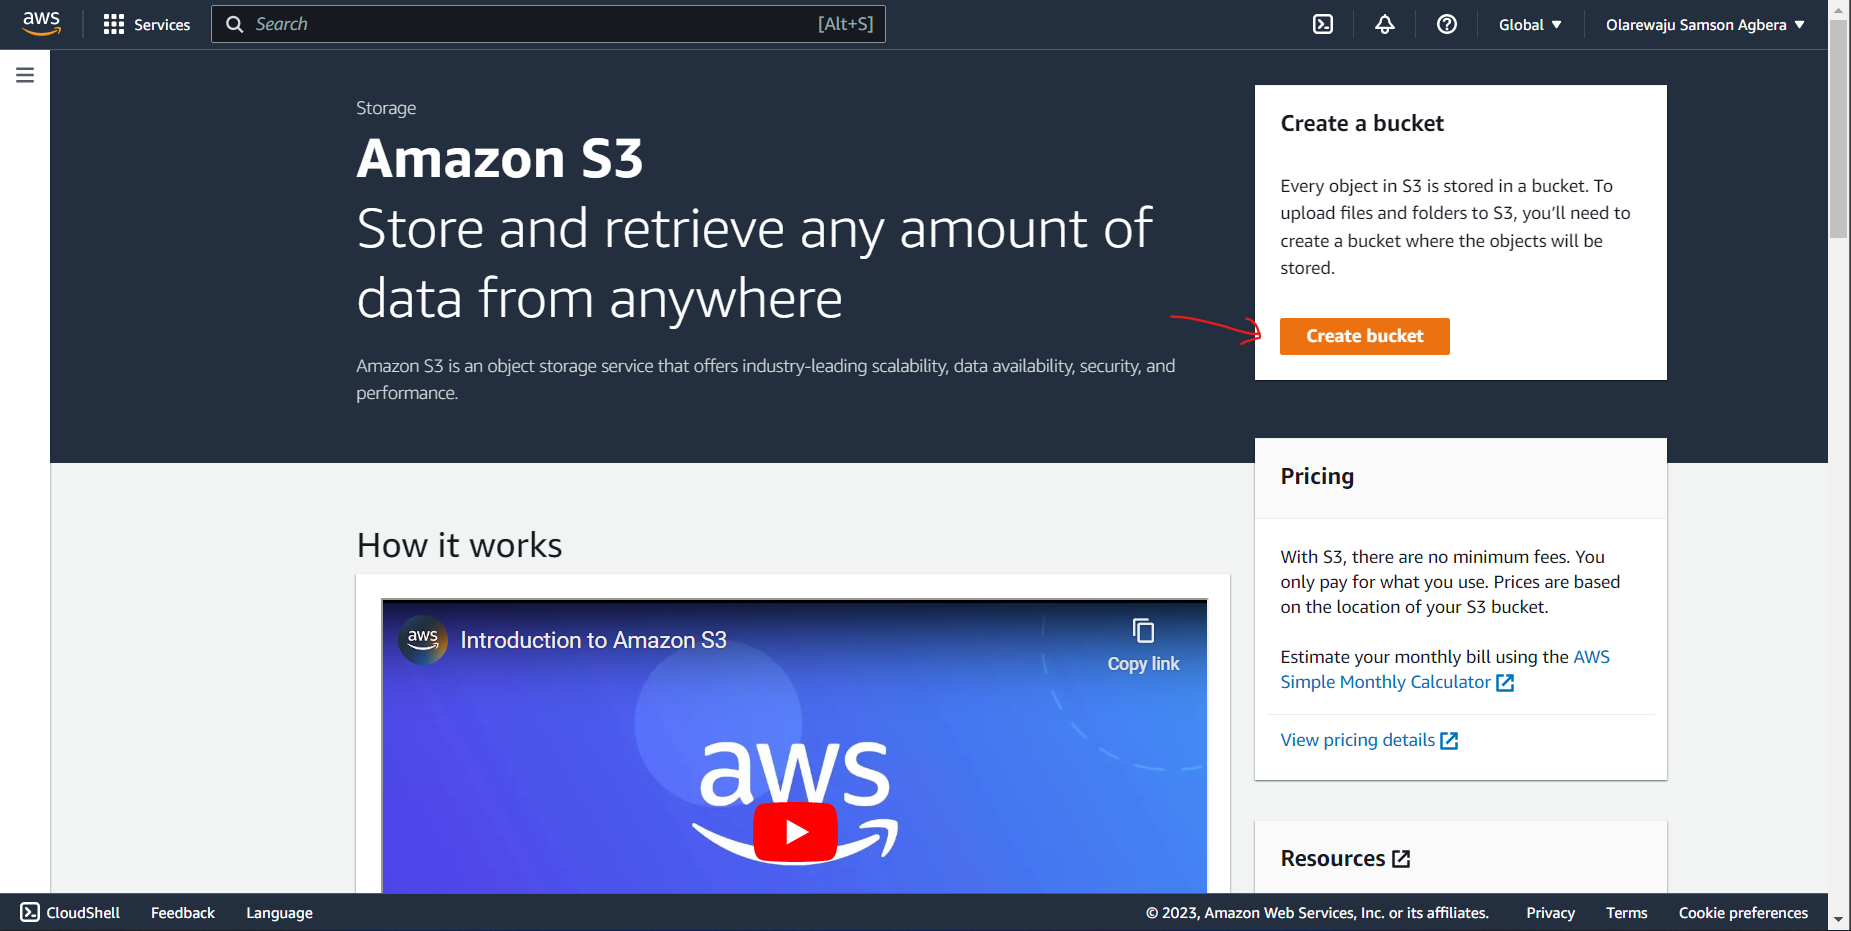 aws
Services
Search
[Alt+S]
Global
Olarewaju Samson Agbera
Storage
Amazon S3
Store and retrieve any amount of
data from anywhere
Amazon S3 is an object storage service that offers industry-leading scalability, data availability, security, and
performance.
Create a bucket
Every object in S3 is stored in a bucket. To
upload files and folders to S3, you’ll need to
create a bucket where the objects will be
stored.
Create bucket
Pricing
With S3, there are no minimum fees. You
only pay for what you use. Prices are based
on the location of your S3 bucket.
Estimate your monthly bill using the AWS
Simple Monthly Calculator
View pricing details
Resources
How it works
aws
Introduction to Amazon S3
Copy link
aws
CloudShell
Feedback
Language
© 2023, Amazon Web Services, Inc. or its affiliates.
Privacy
Terms
Cookie preferences